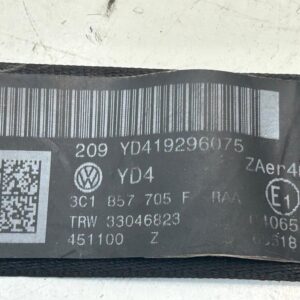 209 YD419296075
YD4 ZAer4
3C1 857 705 F RAA E1
TRW 33046823
451100 Z